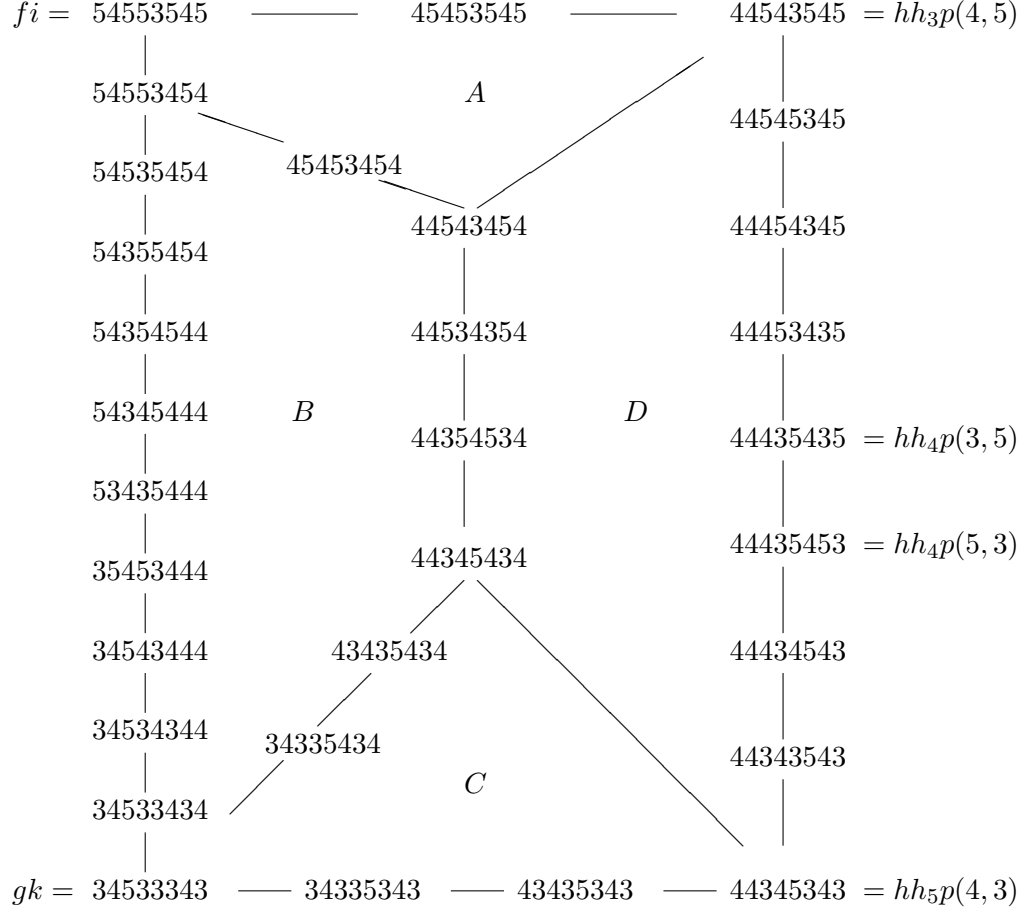 fi = 54553545 45453545 44543545 = hh₃p(4, 5)
54553454 A
44545345
54535454 45453454
44543454 44454345
54355454
54354544 44534354 44453435
54345444 B D
44354534 44435435 = hh₄p(3, 5)
53435444
44345434 44435453 = hh₄p(5, 3)
35453444
34543444 43435434 44434543
34534344 34335434
44343543
C
34533434
gk = 34533343 34335343 43435343 44345343 = hh₅p(4, 3)